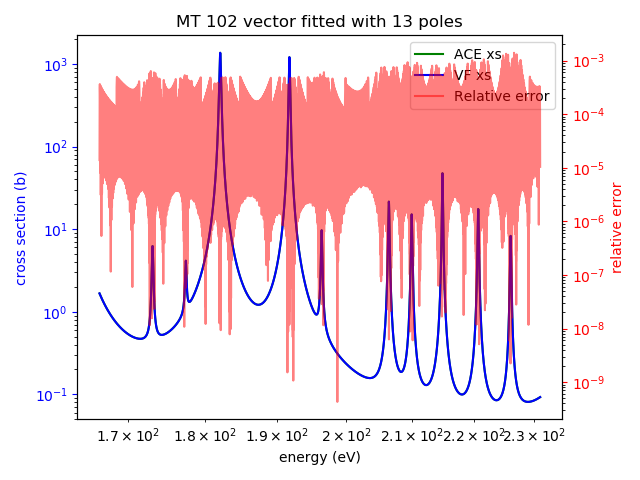 MT 102 vector fitted with 13 poles
ACE xs
VF xs
Relative error
10³
10²
10¹
10⁰
10⁻¹
cross section (b)
10⁻³
10⁻⁴
10⁻⁵
10⁻⁶
10⁻⁷
10⁻⁸
10⁻⁹
relative error
1.7 × 10² 1.8 × 10² 1.9 × 10² 2 × 10² 2.1 × 10² 2.2 × 10² 2.3 × 10²
energy (eV)